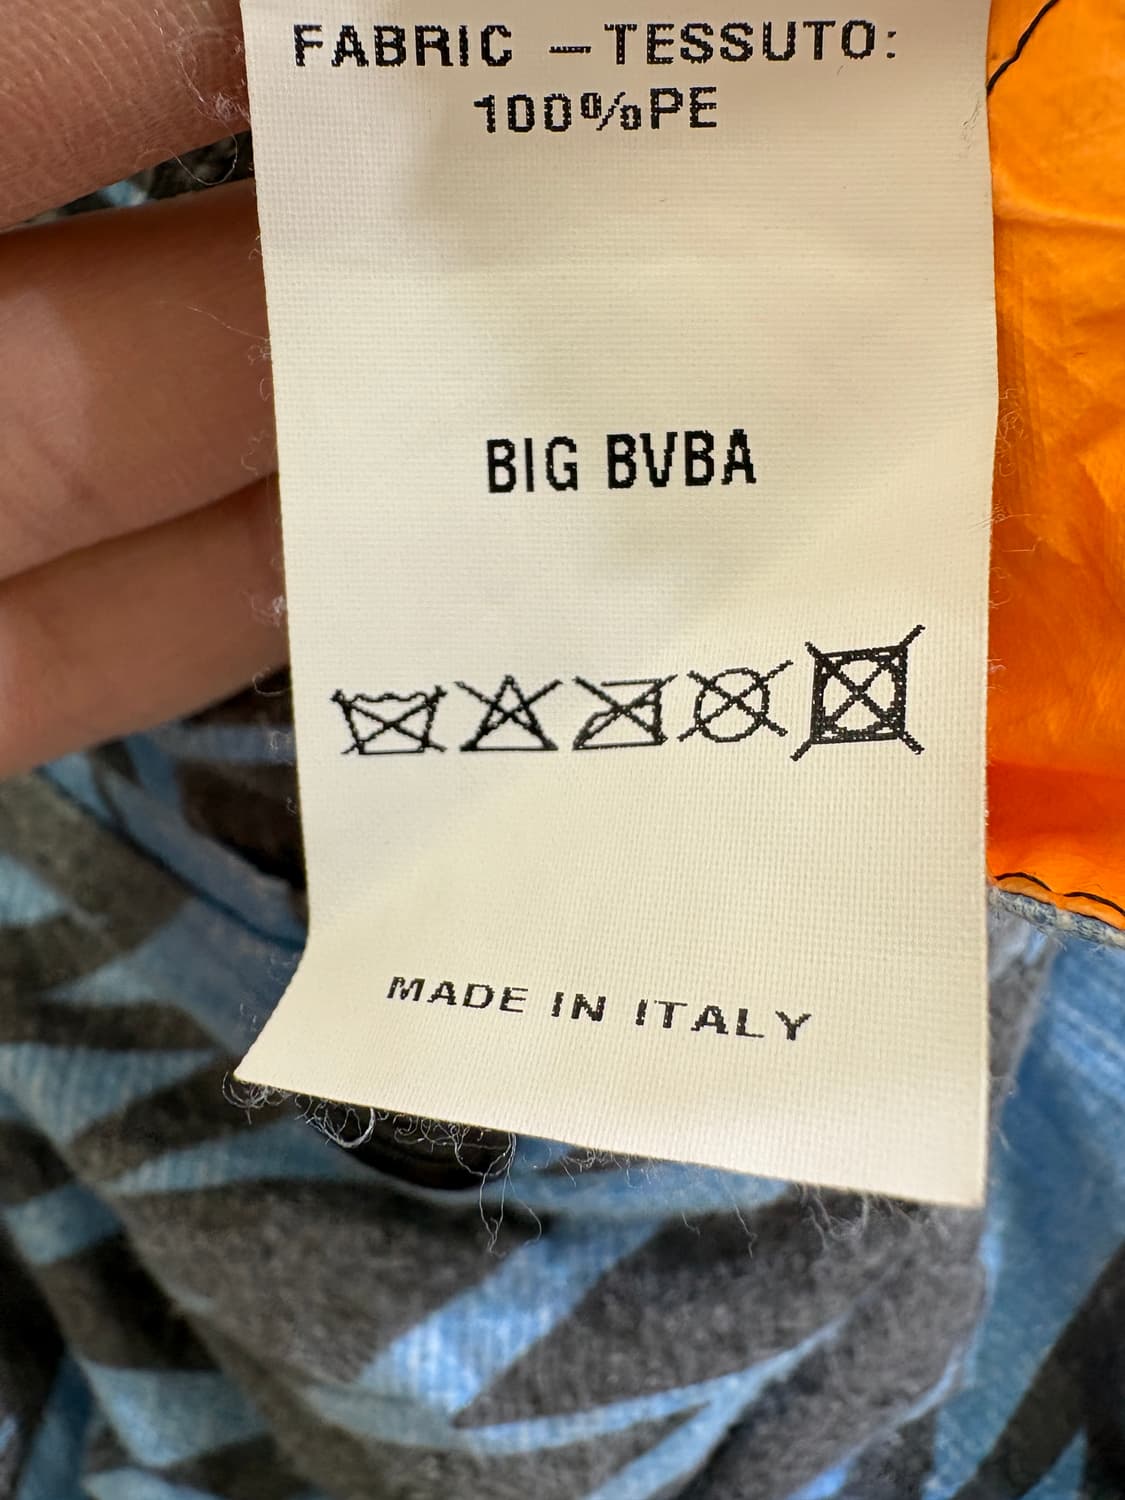 FABRIC – TESSUTO:
100%PE
BIG BVBA
MADE IN ITALY